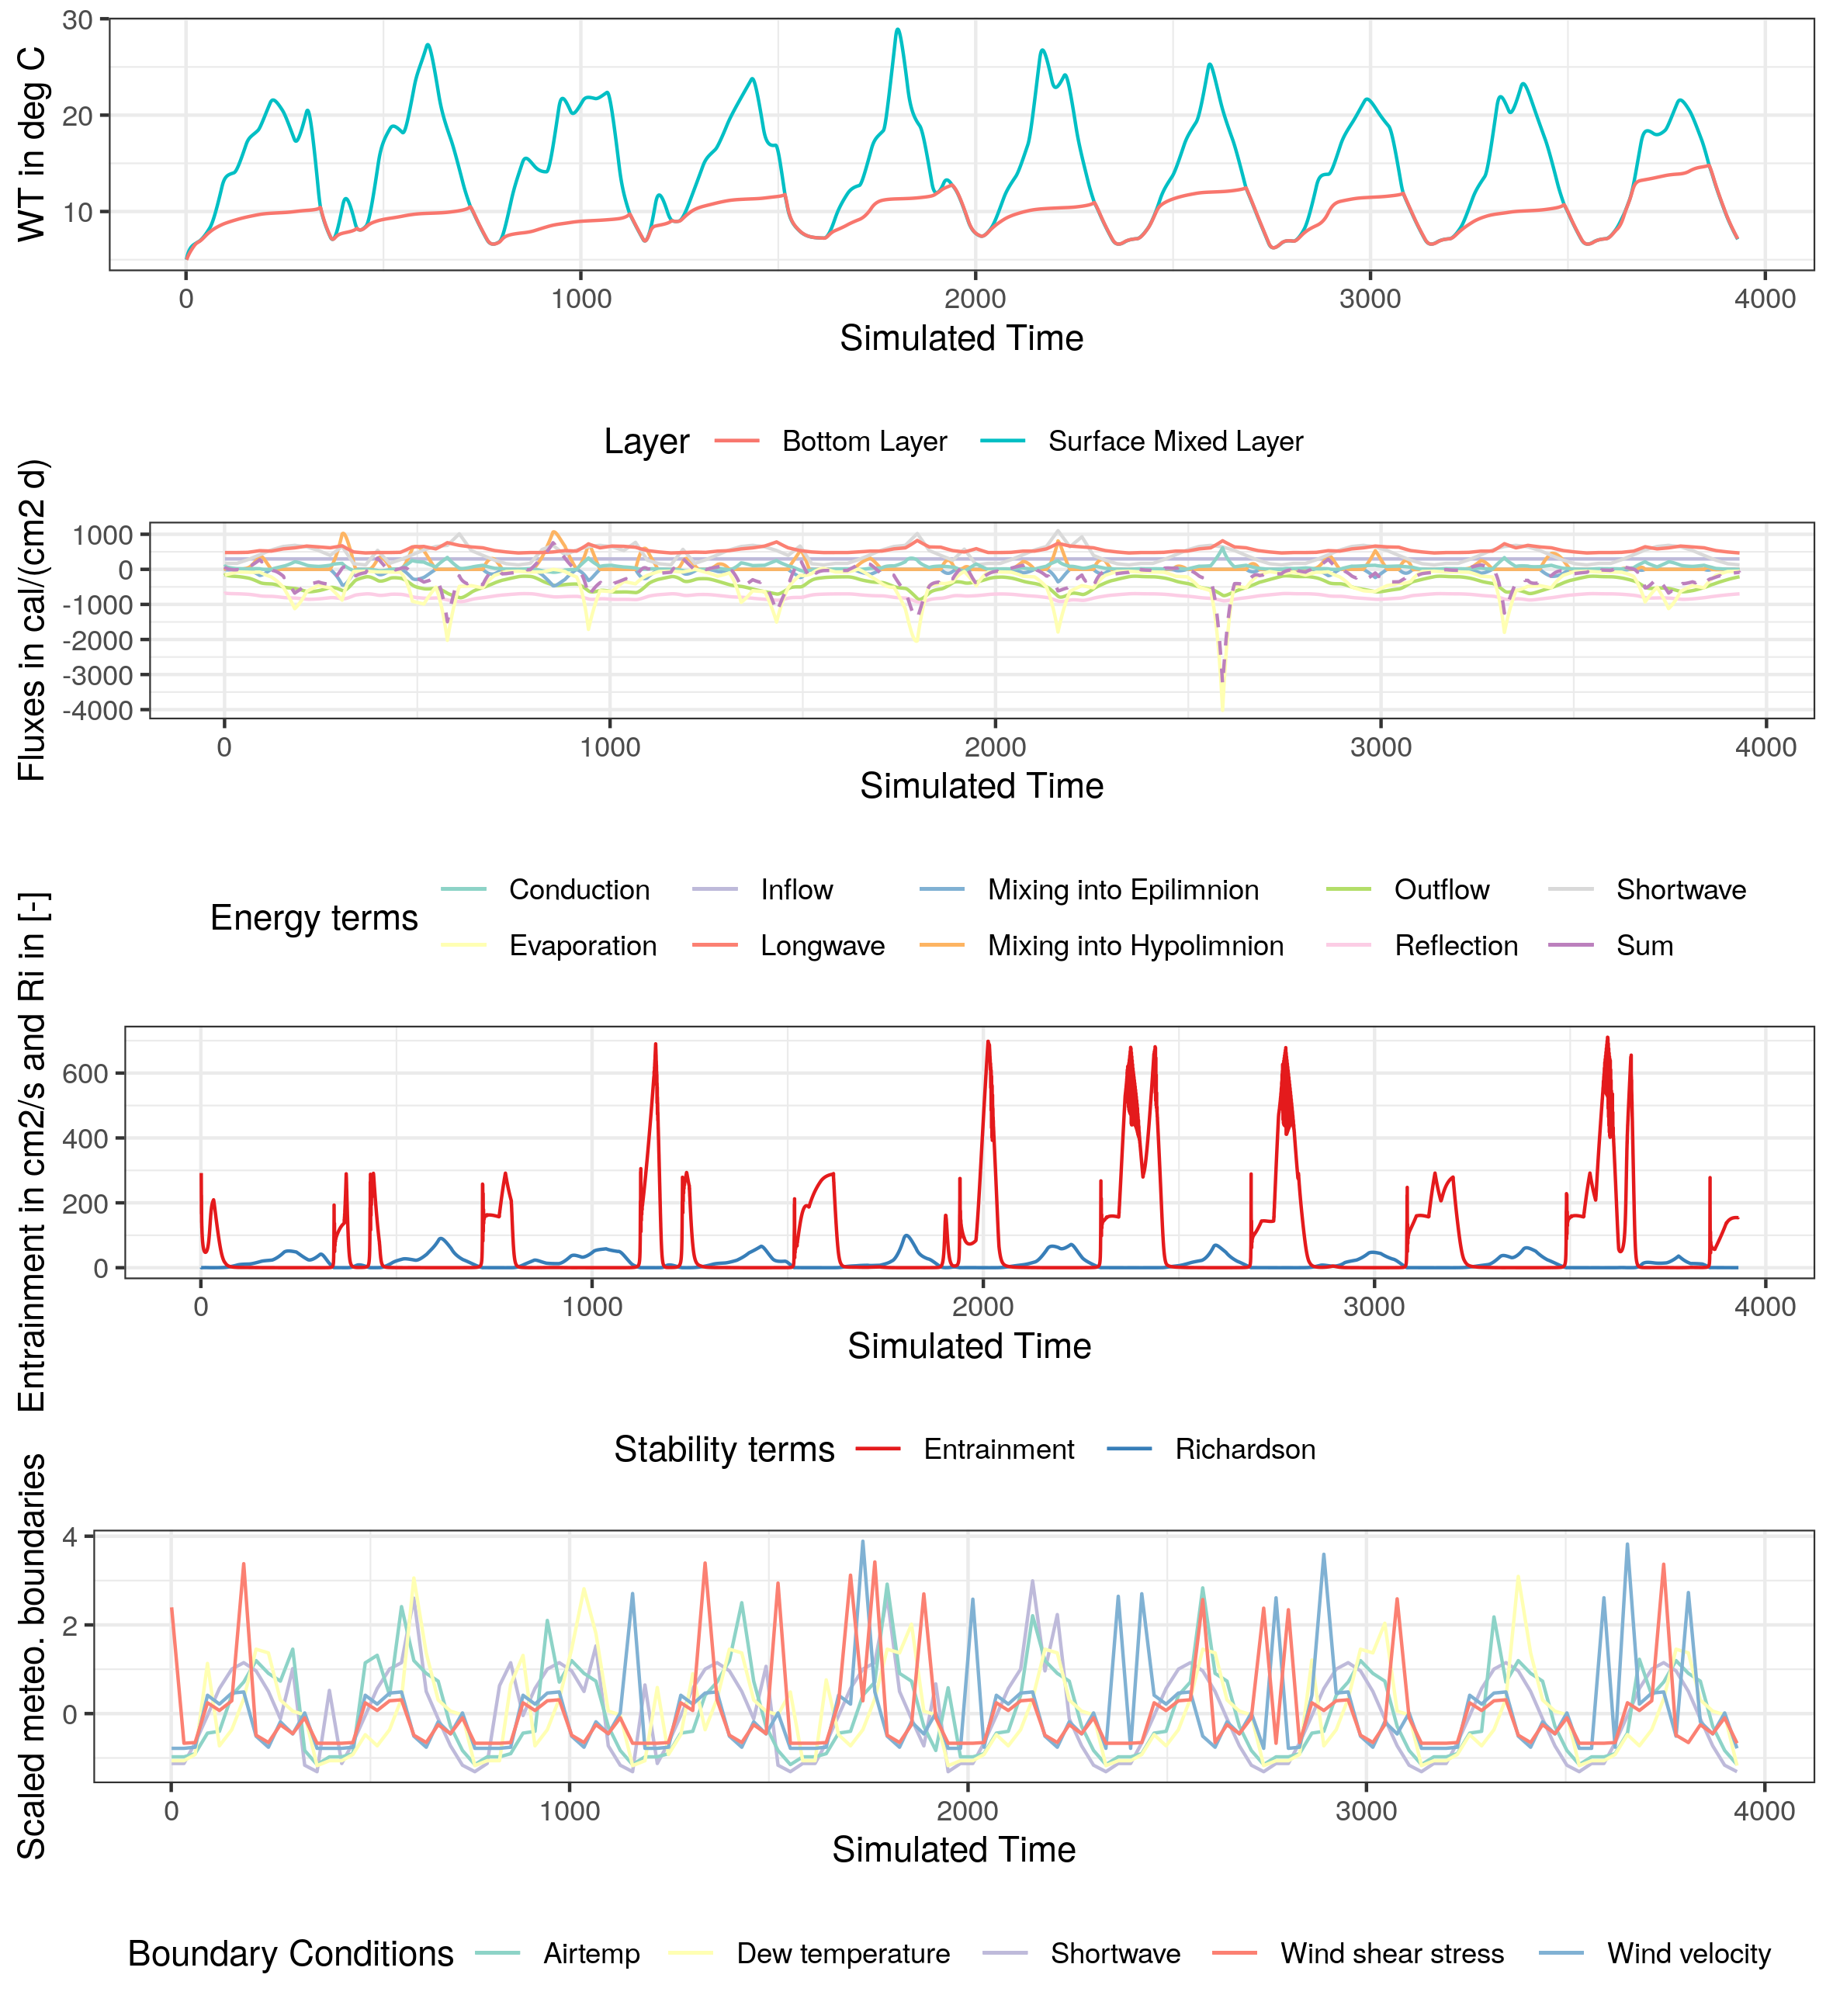 WT in deg C
30
20
10
0 1000 2000 3000 4000
Simulated Time
Layer Bottom Layer Surface Mixed Layer
Fluxes in cal/(cm2 d)
1000
0
-1000
-2000
-3000
-4000
0 1000 2000 3000 4000
Simulated Time
Energy terms
Conduction Inflow Mixing into Epilimnion Outflow Shortwave
Evaporation Longwave Mixing into Hypolimnion Reflection Sum
Entrainment in cm2/s and Ri in [-]
600
400
200
0
0 1000 2000 3000 4000
Simulated Time
Stability terms Entrainment Richardson
Scaled meteo. boundaries
4
2
0
0 1000 2000 3000 4000
Simulated Time
Boundary Conditions Airtemp Dew temperature Shortwave Wind shear stress Wind velocity